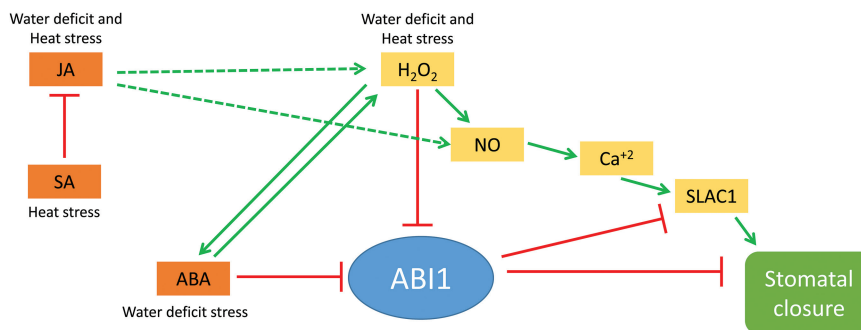 Water deficit and
Heat stress
JA
SA
Heat stress
Water deficit and
Heat stress
H₂O₂
NO
Ca⁺²
SLAC1
ABA
Water deficit stress
ABI1
Stomatal
closure